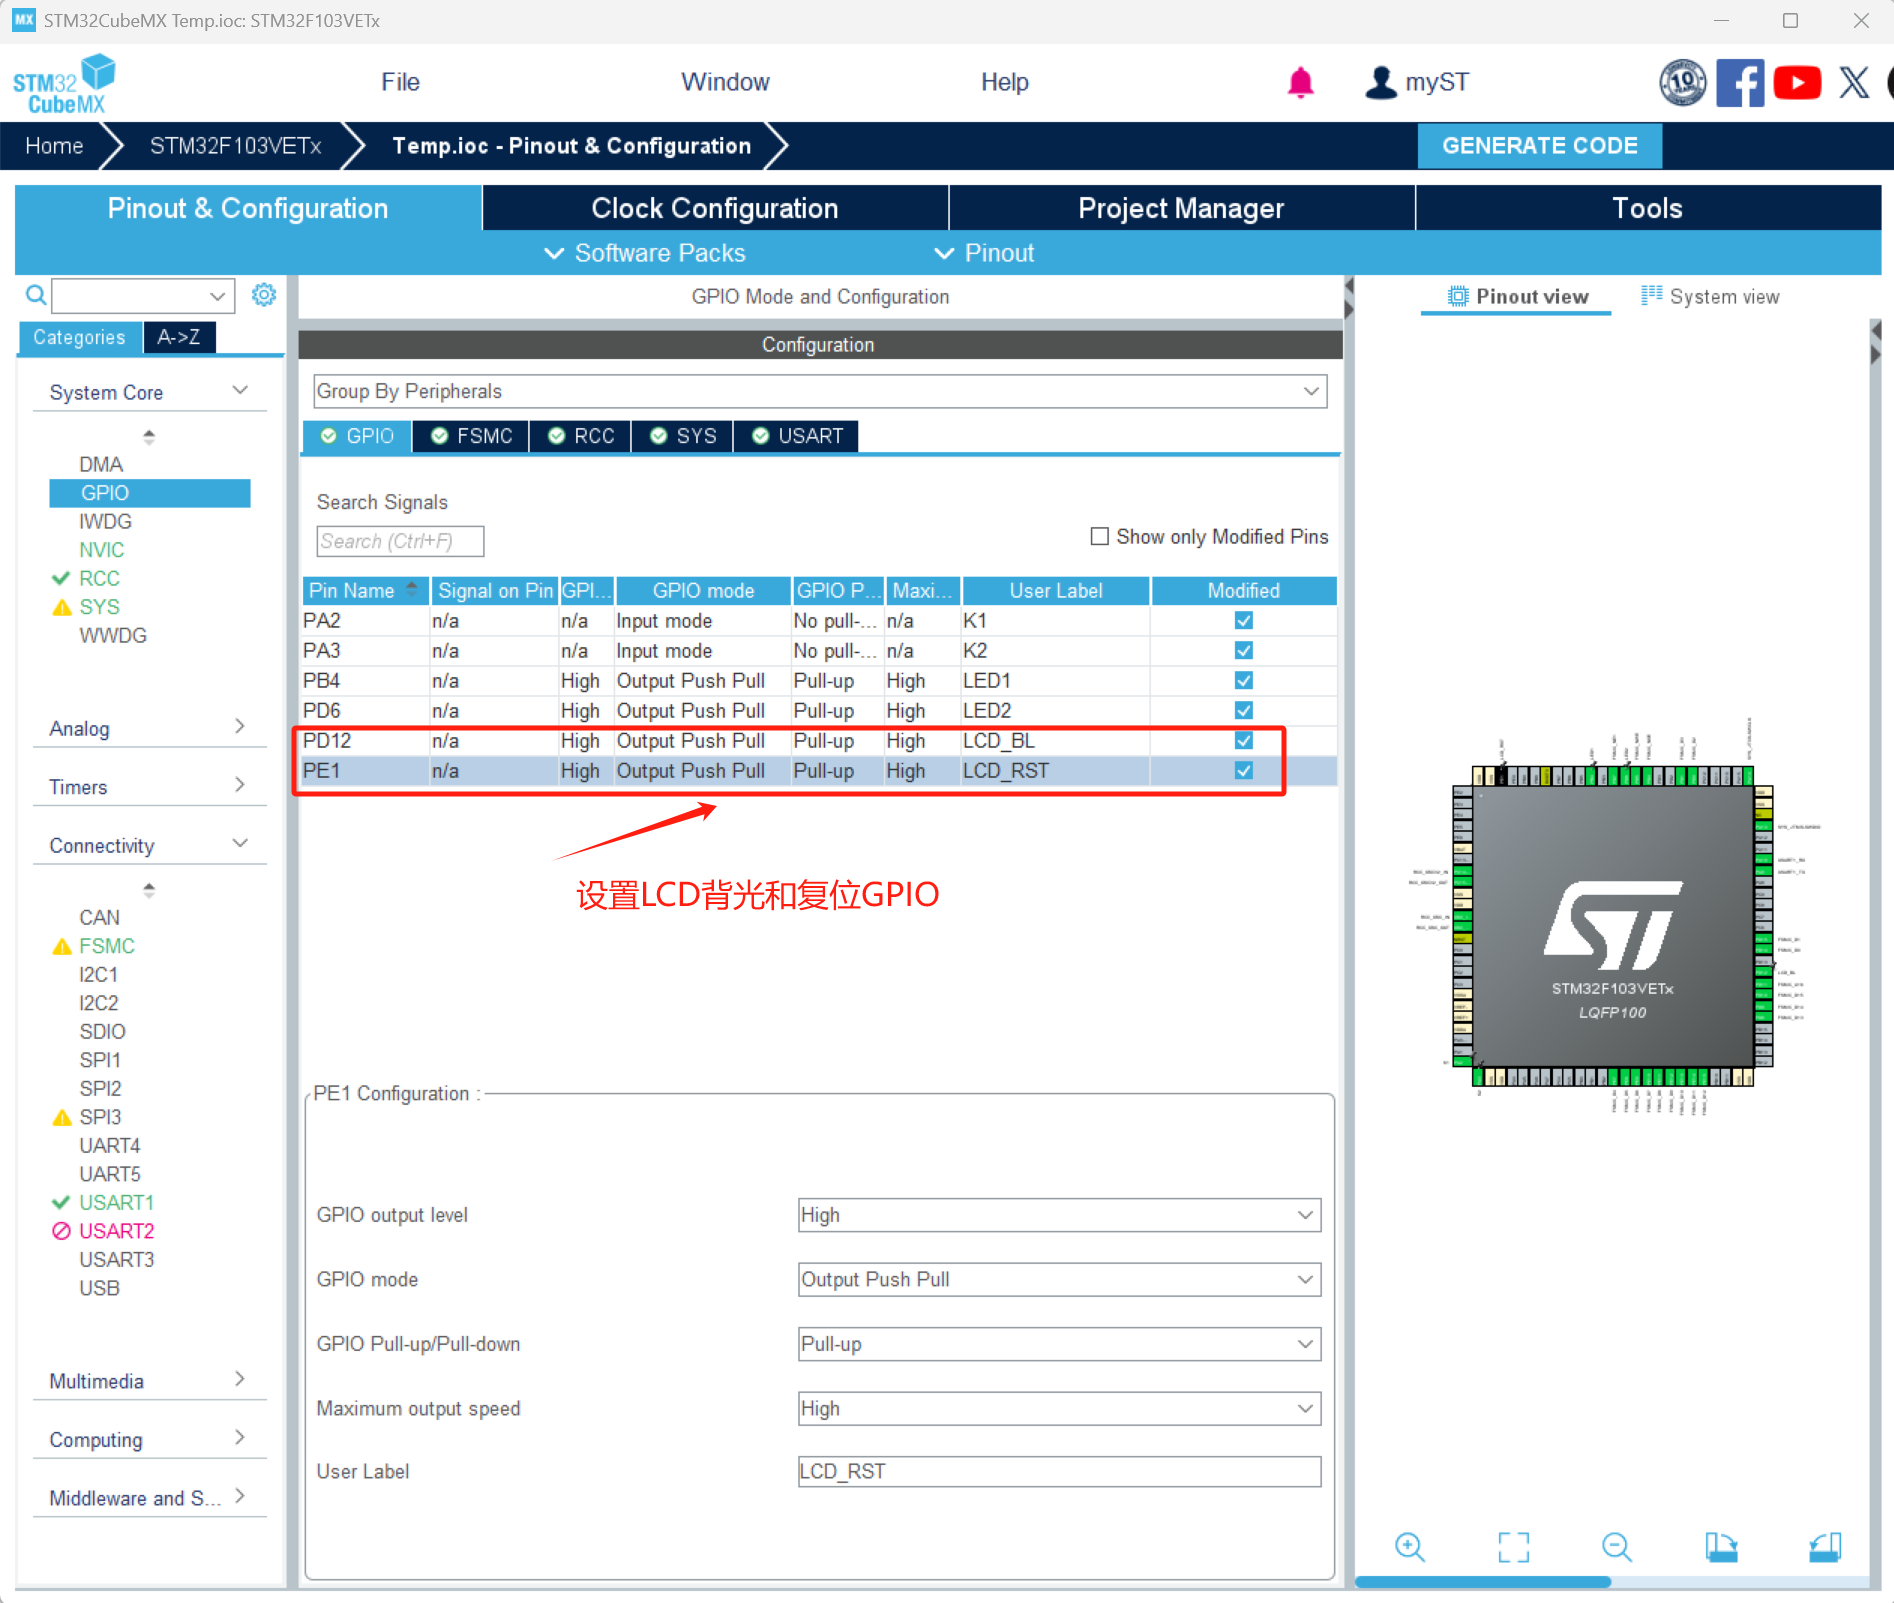 MX STM32CubeMX Temp.ioc: STM32F103VETx
STM32 CubeMX
File
Window
Help
10
myST
Home
STM32F103VETx
Temp.ioc - Pinout & Configuration
GENERATE CODE
Pinout & Configuration
Clock Configuration
Project Manager
Tools
Software Packs
Pinout
Categories
A->Z
System Core
DMA
GPIO
IWDG
NVIC
RCC
SYS
WWDG
Analog
Timers
Connectivity
CAN
FSMC
I2C1
I2C2
SDIO
SPI1
SPI2
SPI3
UART4
UART5
USART1
USART2
USART3
USB
Multimedia
Computing
Middleware and S...
GPIO Mode and Configuration
Configuration
Group By Peripherals
GPIO
FSMC
RCC
SYS
USART
Search Signals
Search (Ctrl+F)
Show only Modified Pins
Pin Name Signal on Pin GPI... GPIO mode GPIO P... Maxi... User Label Modified
PA2 n/a n/a Input mode No pull-... n/a K1
PA3 n/a n/a Input mode No pull-... n/a K2
PB4 n/a High Output Push Pull Pull-up High LED1
PD6 n/a High Output Push Pull Pull-up High LED2
PD12 n/a High Output Push Pull Pull-up High LCD_BL
PE1 n/a High Output Push Pull Pull-up High LCD_RST
设置LCD背光和复位GPIO
PE1 Configuration :
GPIO output level High
GPIO mode Output Push Pull
GPIO Pull-up/Pull-down Pull-up
Maximum output speed High
User Label LCD_RST
Pinout view
System view
ST
STM32F103VETx
LQFP100